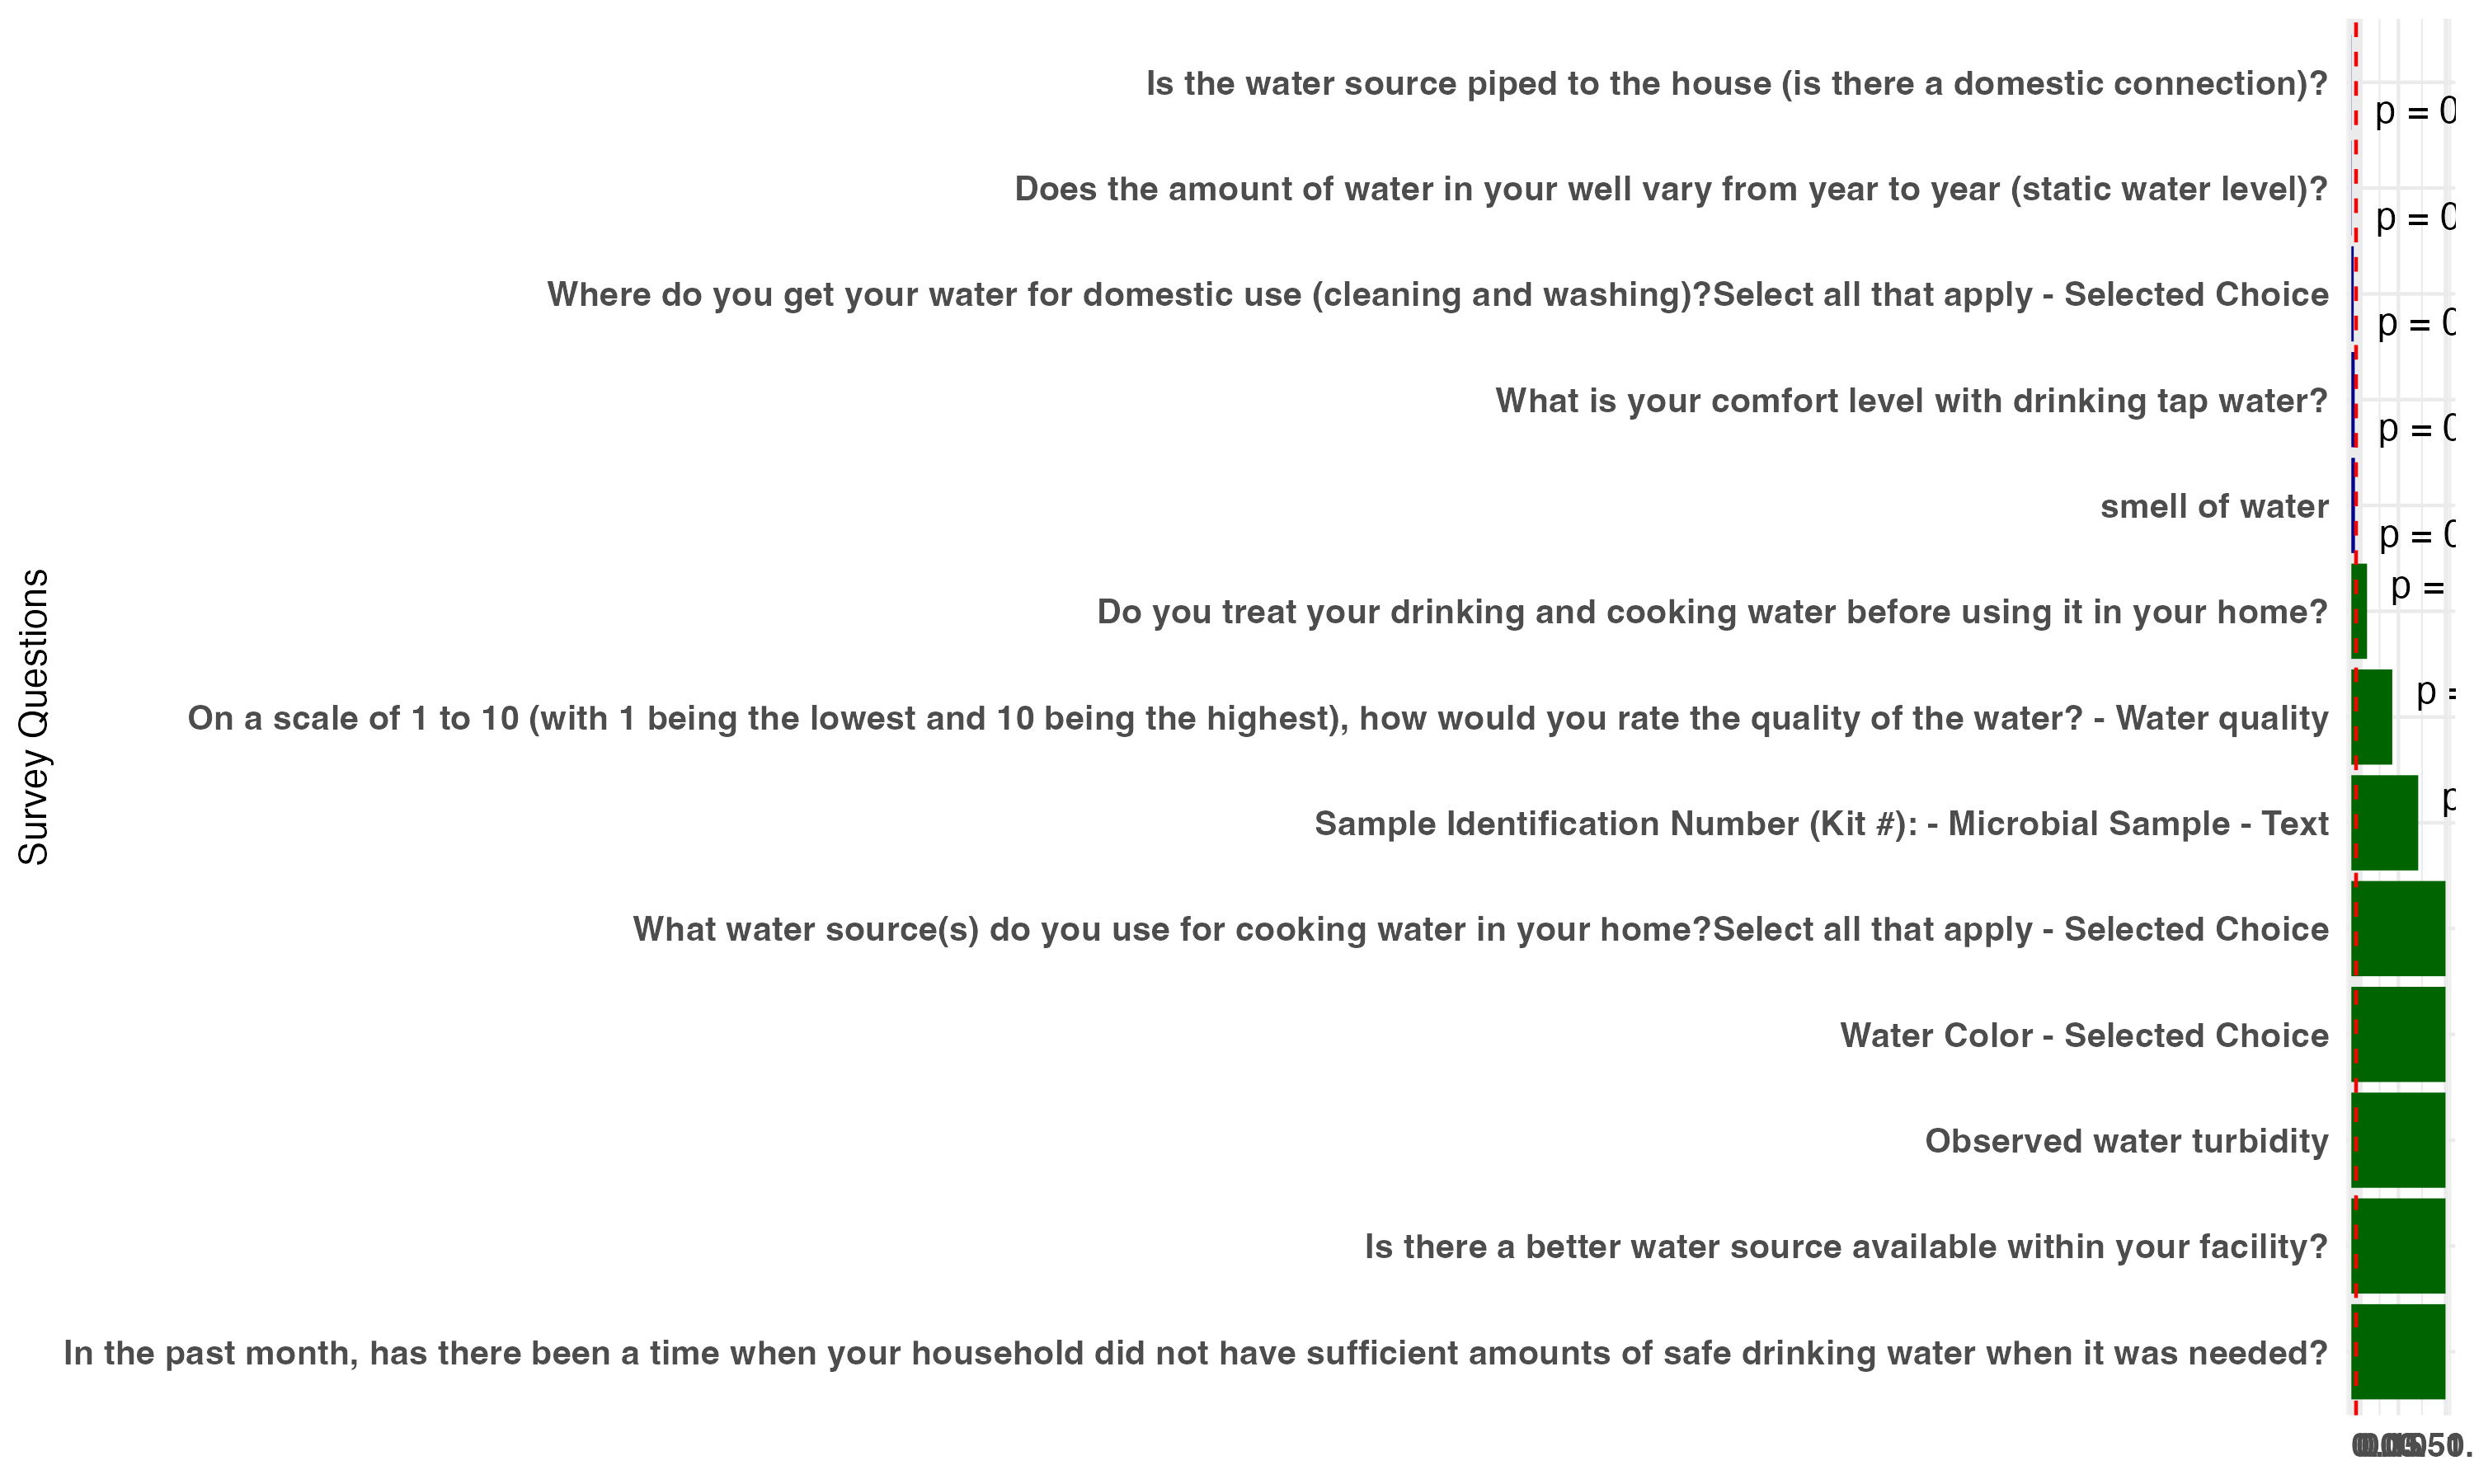 Is the water source piped to the house (is there a domestic connection)?
p = 0
Does the amount of water in your well vary from year to year (static water level)?
p = 0
Where do you get your water for domestic use (cleaning and washing)?Select all that apply - Selected Choice
p = 0
What is your comfort level with drinking tap water?
p = 0
smell of water
p = 0
Do you treat your drinking and cooking water before using it in your home?
p =
On a scale of 1 to 10 (with 1 being the lowest and 10 being the highest), how would you rate the quality of the water? - Water quality
p =
Sample Identification Number (Kit #): - Microbial Sample - Text
p
What water source(s) do you use for cooking water in your home?Select all that apply - Selected Choice
Water Color - Selected Choice
Observed water turbidity
Is there a better water source available within your facility?
In the past month, has there been a time when your household did not have sufficient amounts of safe drinking water when it was needed?
Survey Questions